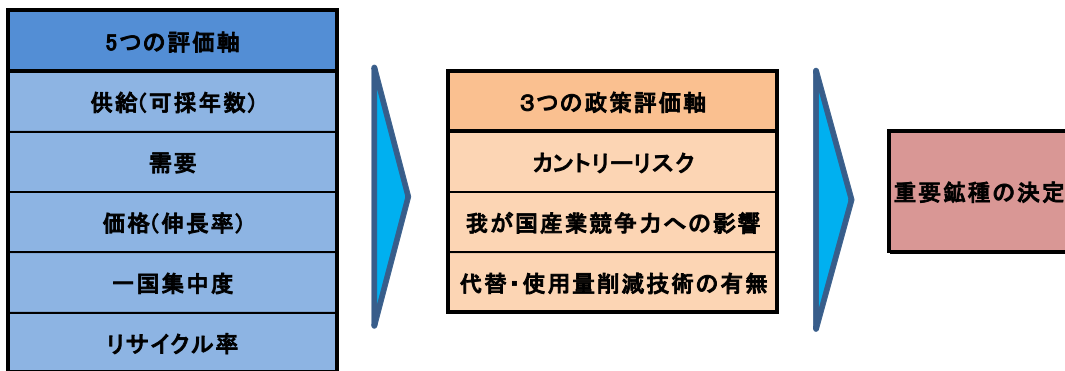 5つの評価軸
供給(可採年数)
需要
価格(伸長率)
一国集中度
リサイクル率
3つの政策評価軸
カントリーリスク
我が国産業競争力への影響
代替・使用量削減技術の有無
重要鉱種の決定